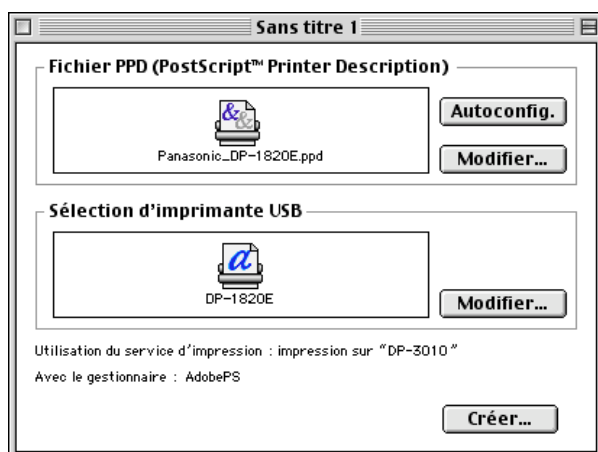 Sans titre 1
Fichier PPD (PostScript™ Printer Description)
Panasonic_DP-1820E.ppd
Autoconfig.
Modifier...
Sélection d'imprimante USB
DP-1820E
Modifier...
Utilisation du service d'impression : impression sur "DP-3010"
Avec le gestionnaire : AdobePS
Créer...